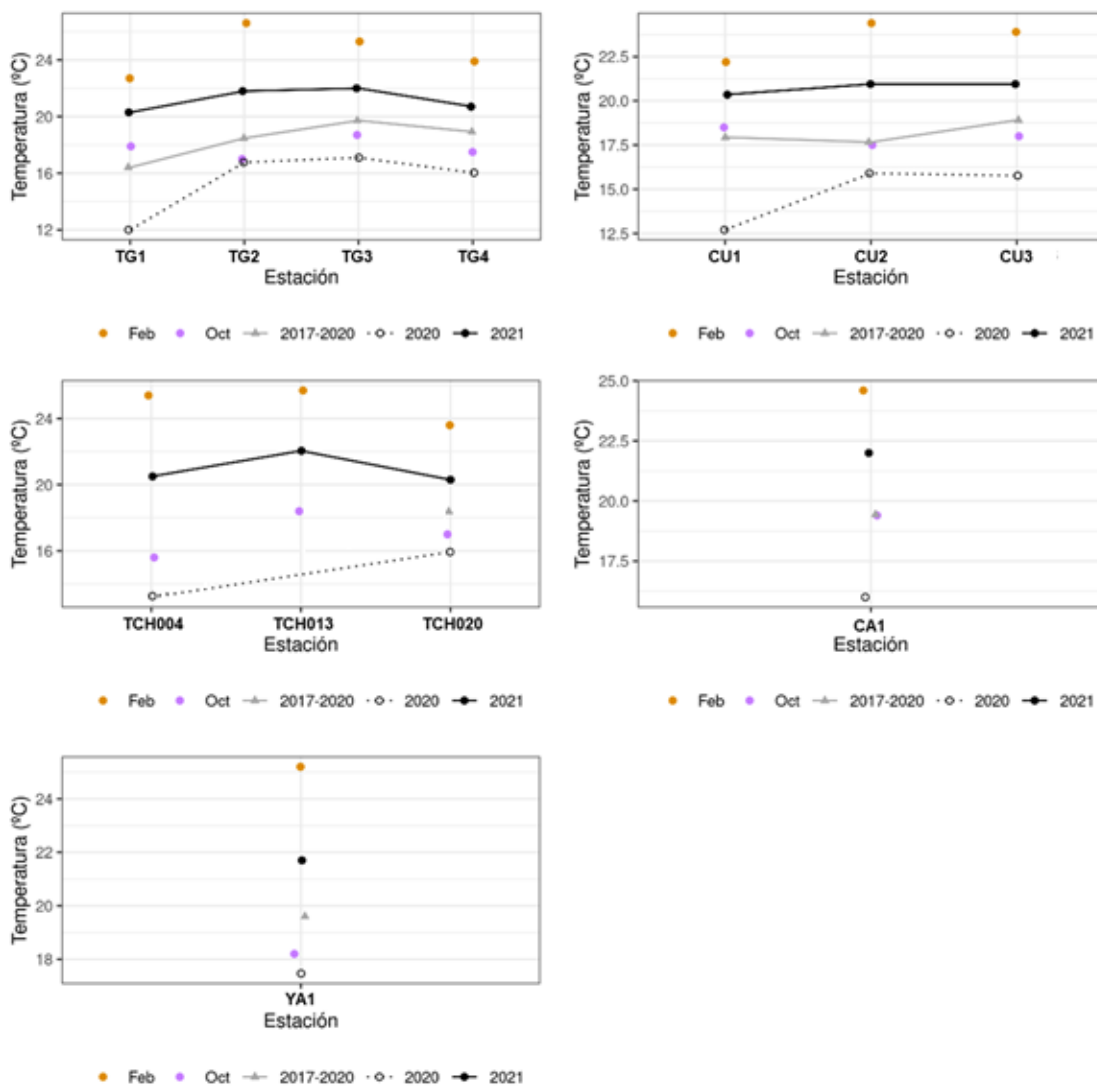 Temperatura (ºC)
24
20
16
12
TG1 TG2 TG3 TG4
Estación
Feb Oct 2017-2020 2020 2021
Temperatura (ºC)
22.5
20.0
17.5
15.0
12.5
CU1 CU2 CU3
Estación
Feb Oct 2017-2020 2020 2021
Temperatura (ºC)
24
20
16
TCH004 TCH013 TCH020
Estación
Feb Oct 2017-2020 2020 2021
Temperatura (ºC)
25.0
22.5
20.0
17.5
CA1
Estación
Feb Oct 2017-2020 2020 2021
Temperatura (ºC)
24
22
20
18
YA1
Estación
Feb Oct 2017-2020 2020 2021